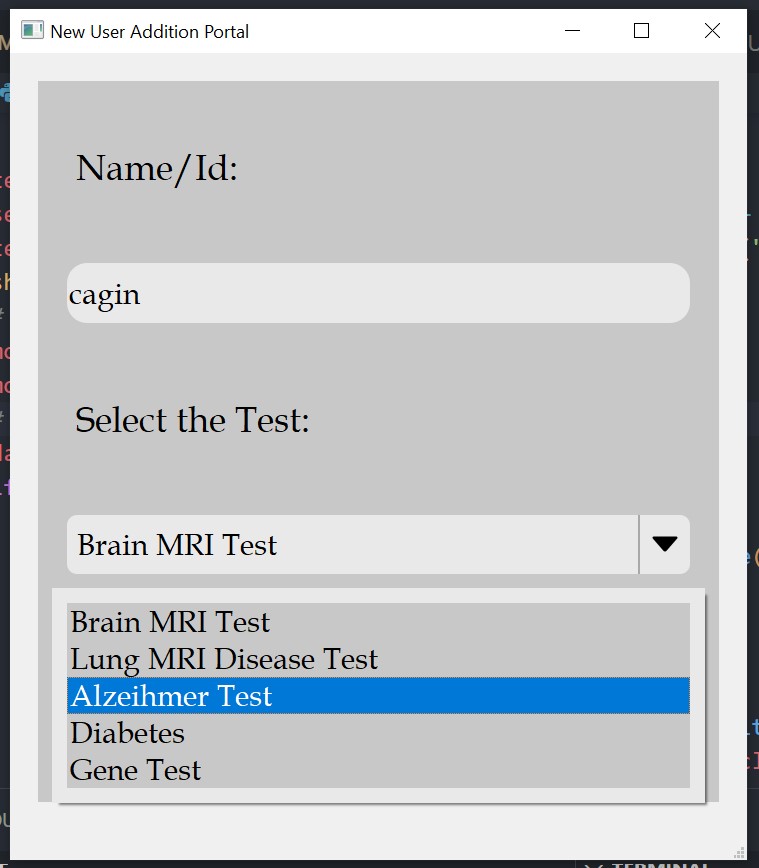 New User Addition Portal
Name/Id:
cagin
Select the Test:
Brain MRI Test
Brain MRI Test
Lung MRI Disease Test
Alzeihmer Test
Diabetes
Gene Test